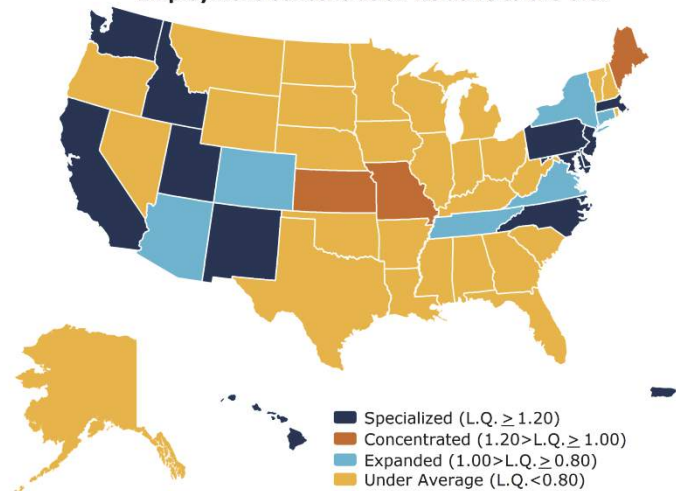 Specialized (L.Q. ≥ 1.20)
Concentrated (1.20>L.Q.≥ 1.00)
Expanded (1.00>L.Q.≥ 0.80)
Under Average (L.Q.<0.80)